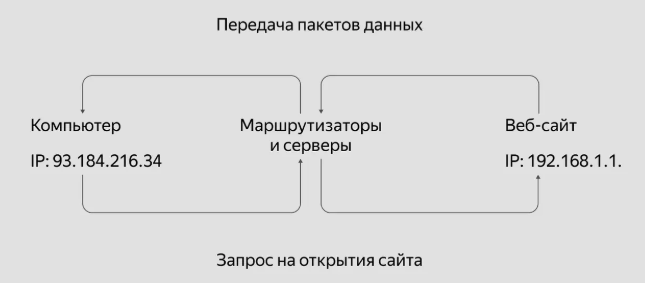 Передача пакетов данных
Компьютер
IP: 93.184.216.34
Маршрутизаторы
и серверы
Веб-сайт
IP: 192.168.1.1.
Запрос на открытия сайта